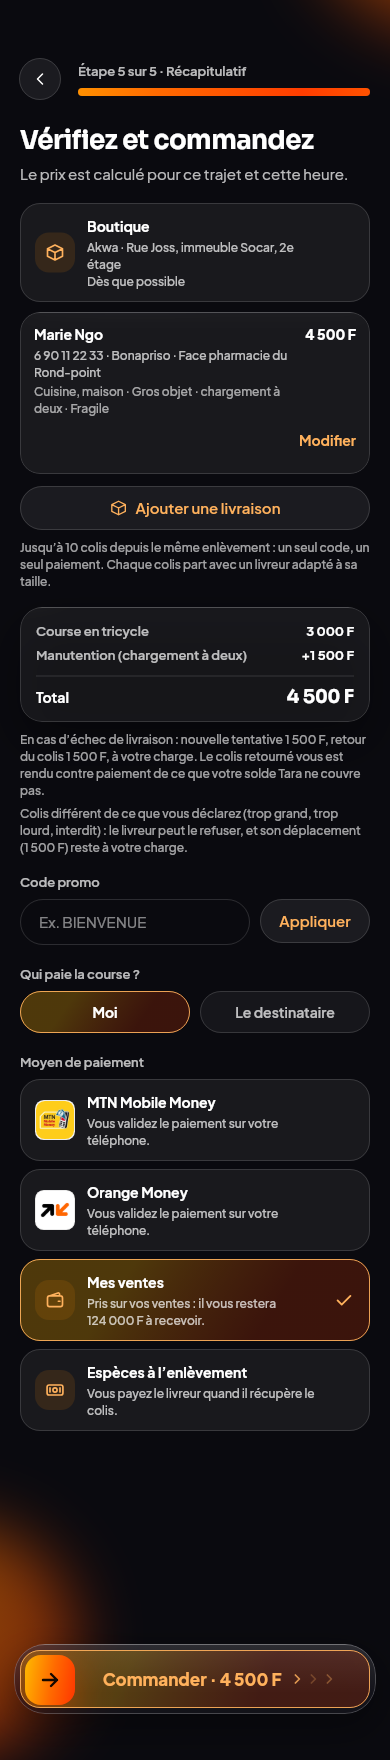 Étape 5 sur 5 · Récapitulatif
Vérifiez et commandez
Le prix est calculé pour ce trajet et cette heure.
Boutique
Akwa · Rue Joss, immeuble Socar, 2e
étage
Dès que possible
Marie Ngo
4 500 F
6 90 11 22 33 · Bonapriso · Face pharmacie du
Rond-point
Cuisine, maison · Gros objet · chargement à
deux · Fragile
Modifier
Ajouter une livraison
Jusqu’à 10 colis depuis le même enlèvement : un seul code, un
seul paiement. Chaque colis part avec un livreur adapté à sa
taille.
Course en tricycle
3 000 F
Manutention (chargement à deux)
+1 500 F
Total
4 500 F
En cas d’échec de livraison : nouvelle tentative 1 500 F, retour
du colis 1 500 F, à votre charge. Le colis retourné vous est
rendu contre paiement de ce que votre solde Tara ne couvre
pas.
Colis différent de ce que vous déclarez (trop grand, trop
lourd, interdit) : le livreur peut le refuser, et son déplacement
(1 500 F) reste à votre charge.
Code promo
Ex. BIENVENUE
Appliquer
Qui paie la course ?
Moi
Le destinataire
Moyen de paiement
MTN Mobile Money
Vous validez le paiement sur votre
téléphone.
Orange Money
Vous validez le paiement sur votre
téléphone.
Mes ventes
Pris sur vos ventes : il vous restera
124 000 F à recevoir.
Espèces à l’enlèvement
Vous payez le livreur quand il récupère le
colis.
Commander · 4 500 F